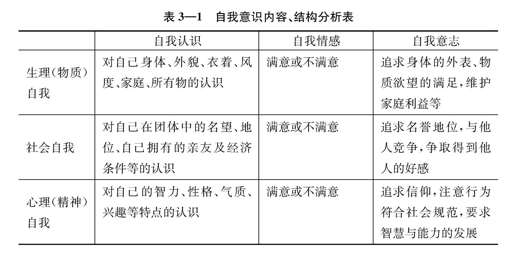 表 3—1 自我意识内容、结构分析表
自我认识 自我情感 自我意志
生理(物质)
自我
对自己身体、外貌、衣着、风
度、家庭、所有物的认识
满意或不满意
追求身体的外表、物
质欲望的满足,维护
家庭利益等
社会自我
对自己在团体中的名望、地
位、自己拥有的亲友及经济
条件等的认识
满意或不满意
追求名誉地位,与他
人竞争,争取得到他
人的好感
心理(精神)
自我
对自己的智力、性格、气质、
兴趣等特点的认识
满意或不满意
追求信仰,注意行为
符合社会规范,要求
智慧与能力的发展